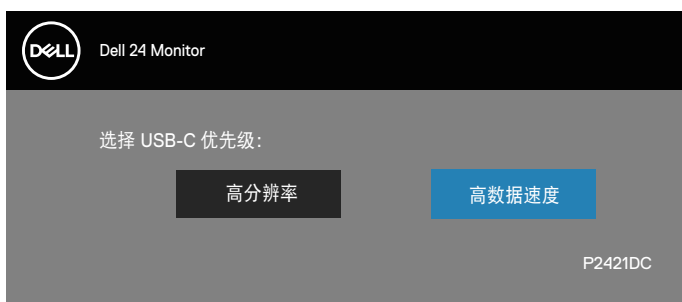 DELL
Dell 24 Monitor
选择 USB-C 优先级:
高分辨率
高数据速度
P2421DC